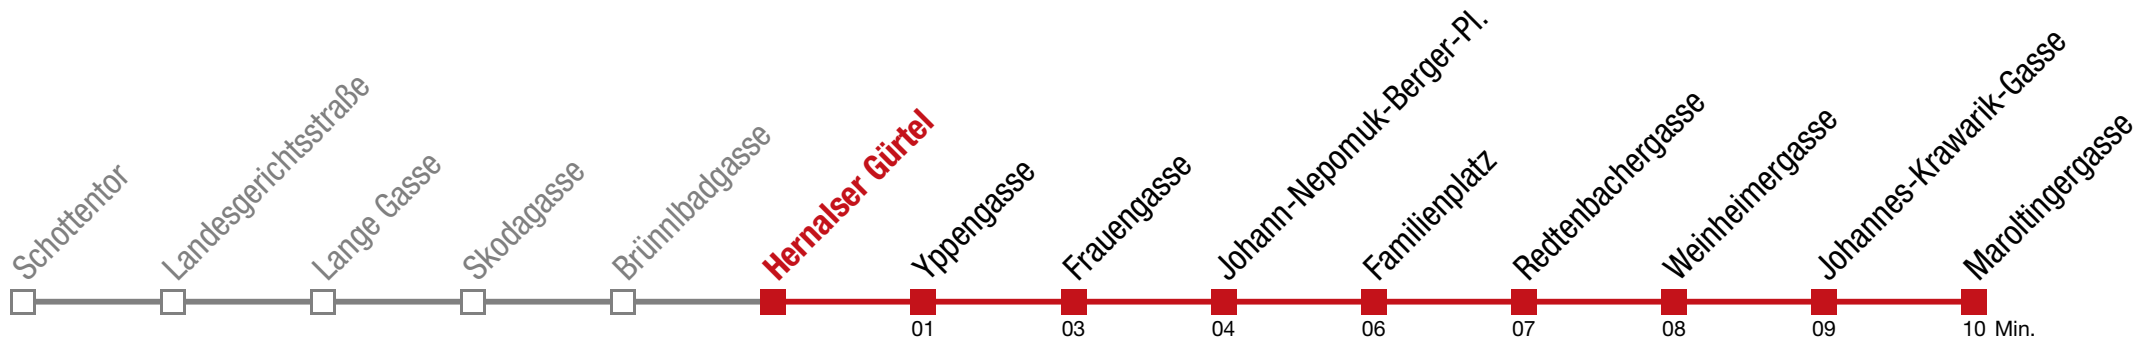 Schottentor
Landesgerichtsstraße
Lange Gasse
Skodagasse
Brünnlbadgasse
Hernalser Gürtel
Yppengasse
Frauengasse
Johann-Nepomuk-Berger-Pl.
Familienplatz
Redtenbachergasse
Weinheimergasse
Johannes-Krawarik-Gasse
Maroltingergasse
01 03 04 06 07 08 09 10 Min.